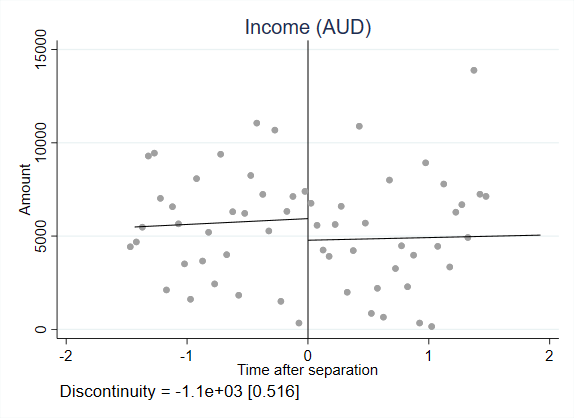 Income (AUD)
15000
10000
5000
0
Amount
-2 -1 0 1 2
Time after separation
Discontinuity = -1.1e+03 [0.516]